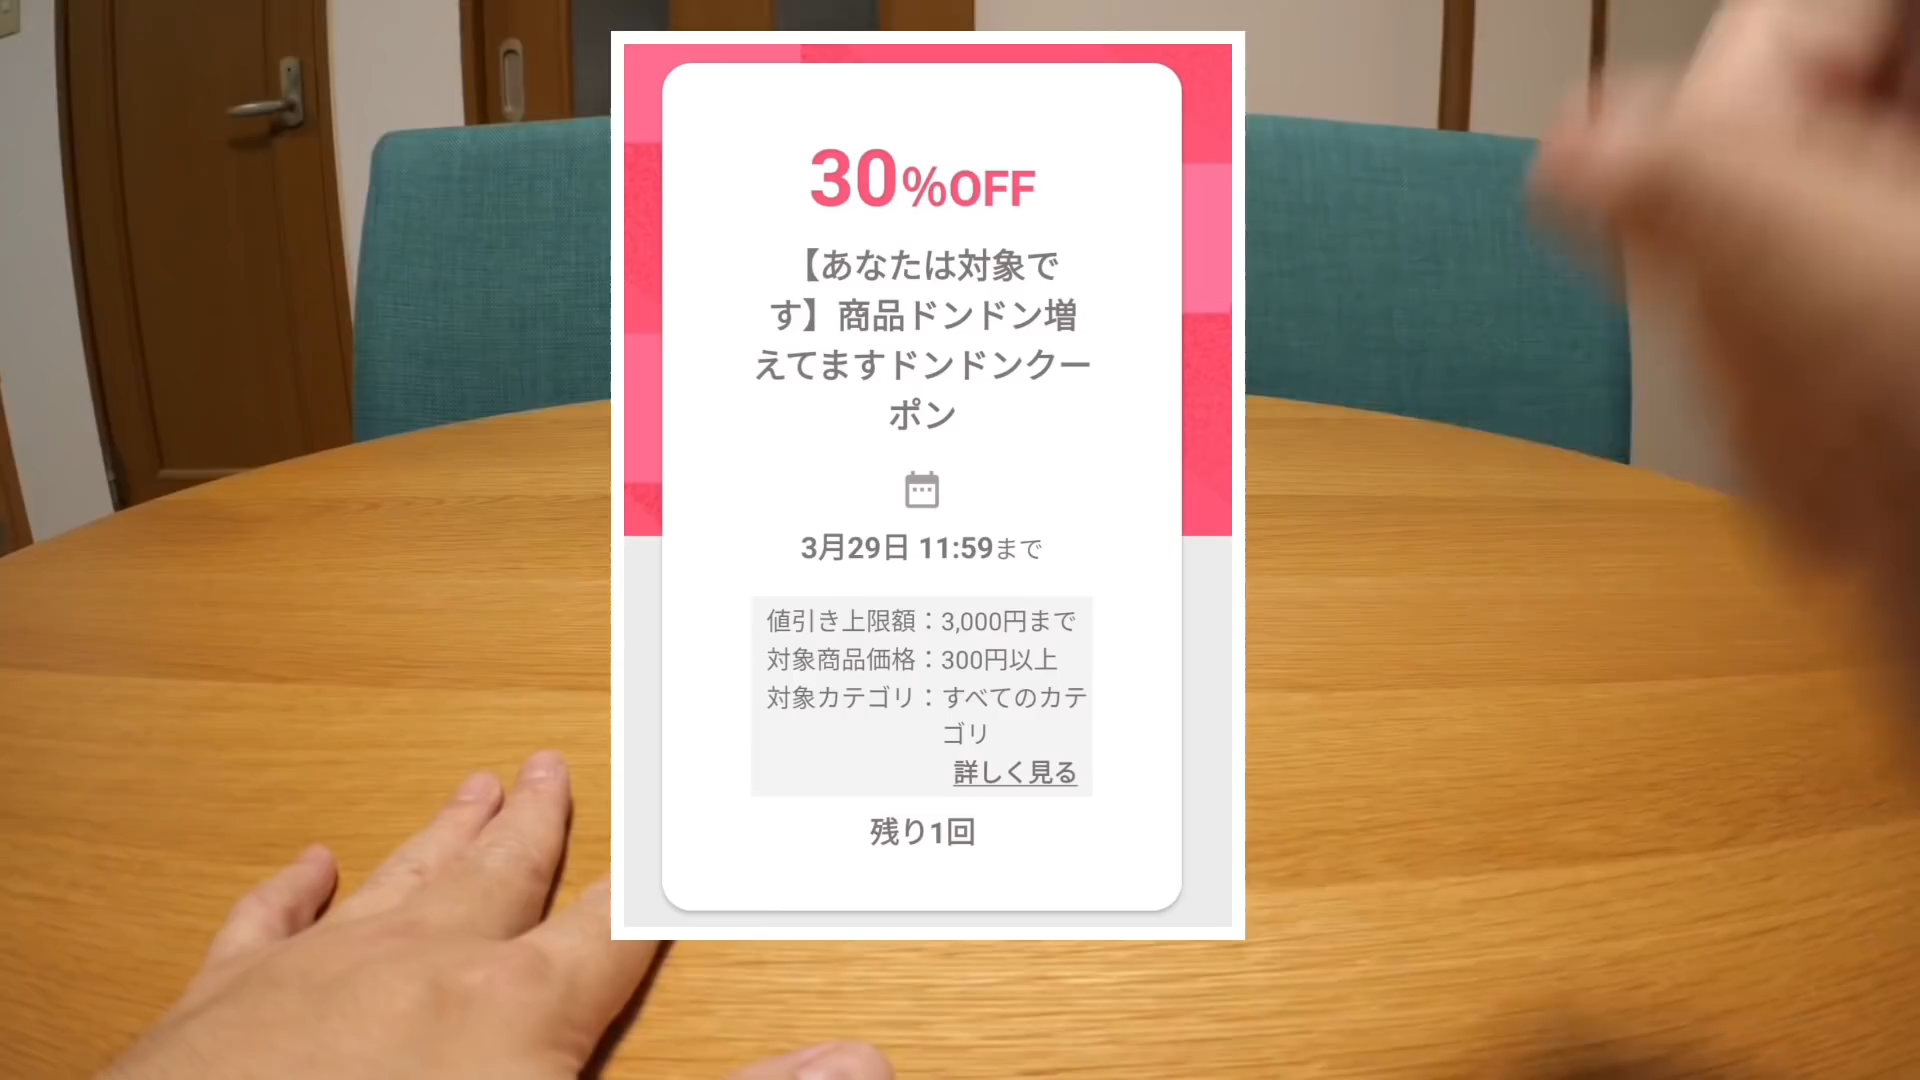 30%OFF
【あなたは対象で
す】商品ドンドン増
えてますドンドンクー
ポン
3月29日 11:59まで
値引き上限額：3,000円まで
対象商品価格：300円以上
対象カテゴリ：すべてのカテ
ゴリ
詳しく見る
残り1回